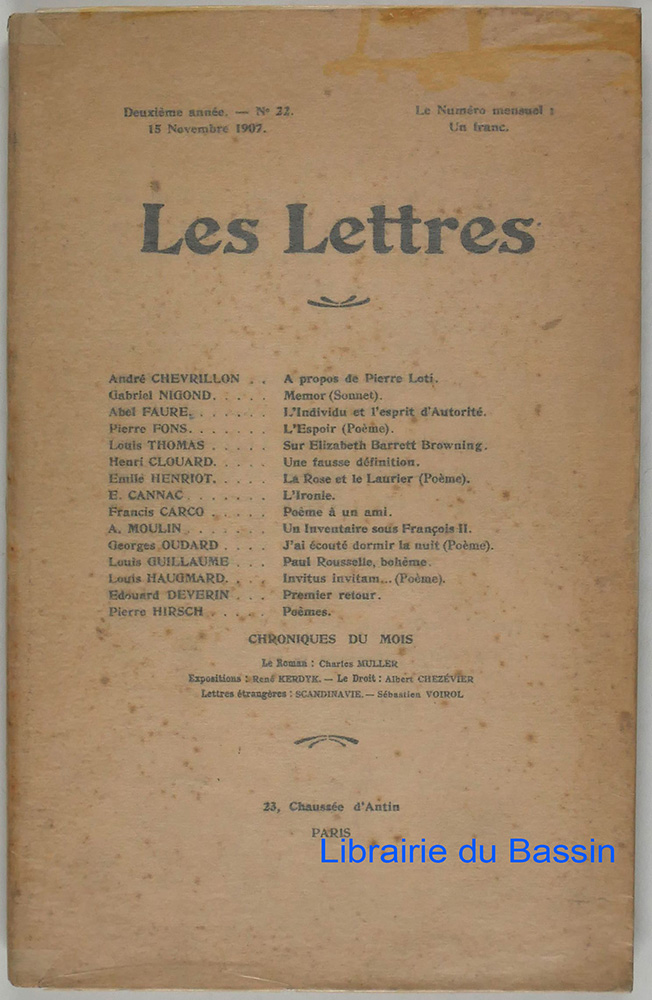 Deuxième année. — Nº 22.
15 Novembre 1907.
Le Numéro mensuel :
Un franc.
Les Lettres
André CHEVRILLON . . A propos de Pierre Loti.
Gabriel NIGOND. . . . . Memor (Sonnet).
Abel FAURE. . . . . . . L'Individu et l'esprit d'Autorité.
Pierre FONS. . . . . . . L'Espoir (Poème).
Louis THOMAS . . . . . Sur Elizabeth Barrett Browning.
Henri CLOUARD. . . . . Une fausse définition.
Emile HENRIOT. . . . . La Rose et le Laurier (Poème).
E. CANNAC . . . . . . . L'Ironie.
Francis CARCO . . . . . Poème à un ami.
A. MOULIN . . . . . . . Un Inventaire sous François II.
Georges OUDARD . . . . J'ai écouté dormir la nuit (Poème).
Louis GUILLAUME . . . Paul Rousselle, bohème.
Louis HAUGMARD. . . . Invitus invitam... (Poème).
Edouard DEVERIN . . . Premier retour.
Pierre HIRSCH . . . . . Poèmes.
CHRONIQUES DU MOIS
Le Roman : Charles MULLER
Expositions : René KERDYK. — Le Droit : Albert CHEZÉVIER
Lettres étrangères : SCANDINAVIE. — Sébastien VOIROL
23, Chaussée d'Antin
PARIS
Librairie du Bassin